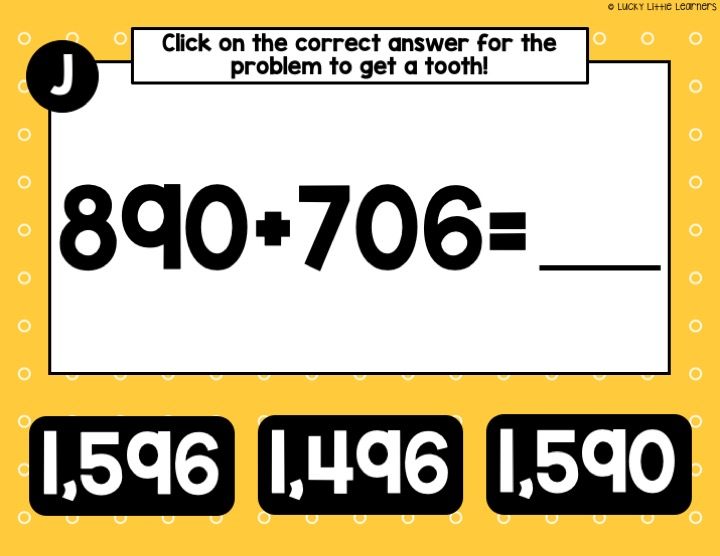 © Lucky Little Learners
Click on the correct answer for the
problem to get a tooth!
J
890+706=___
1,596
1,496
1,590